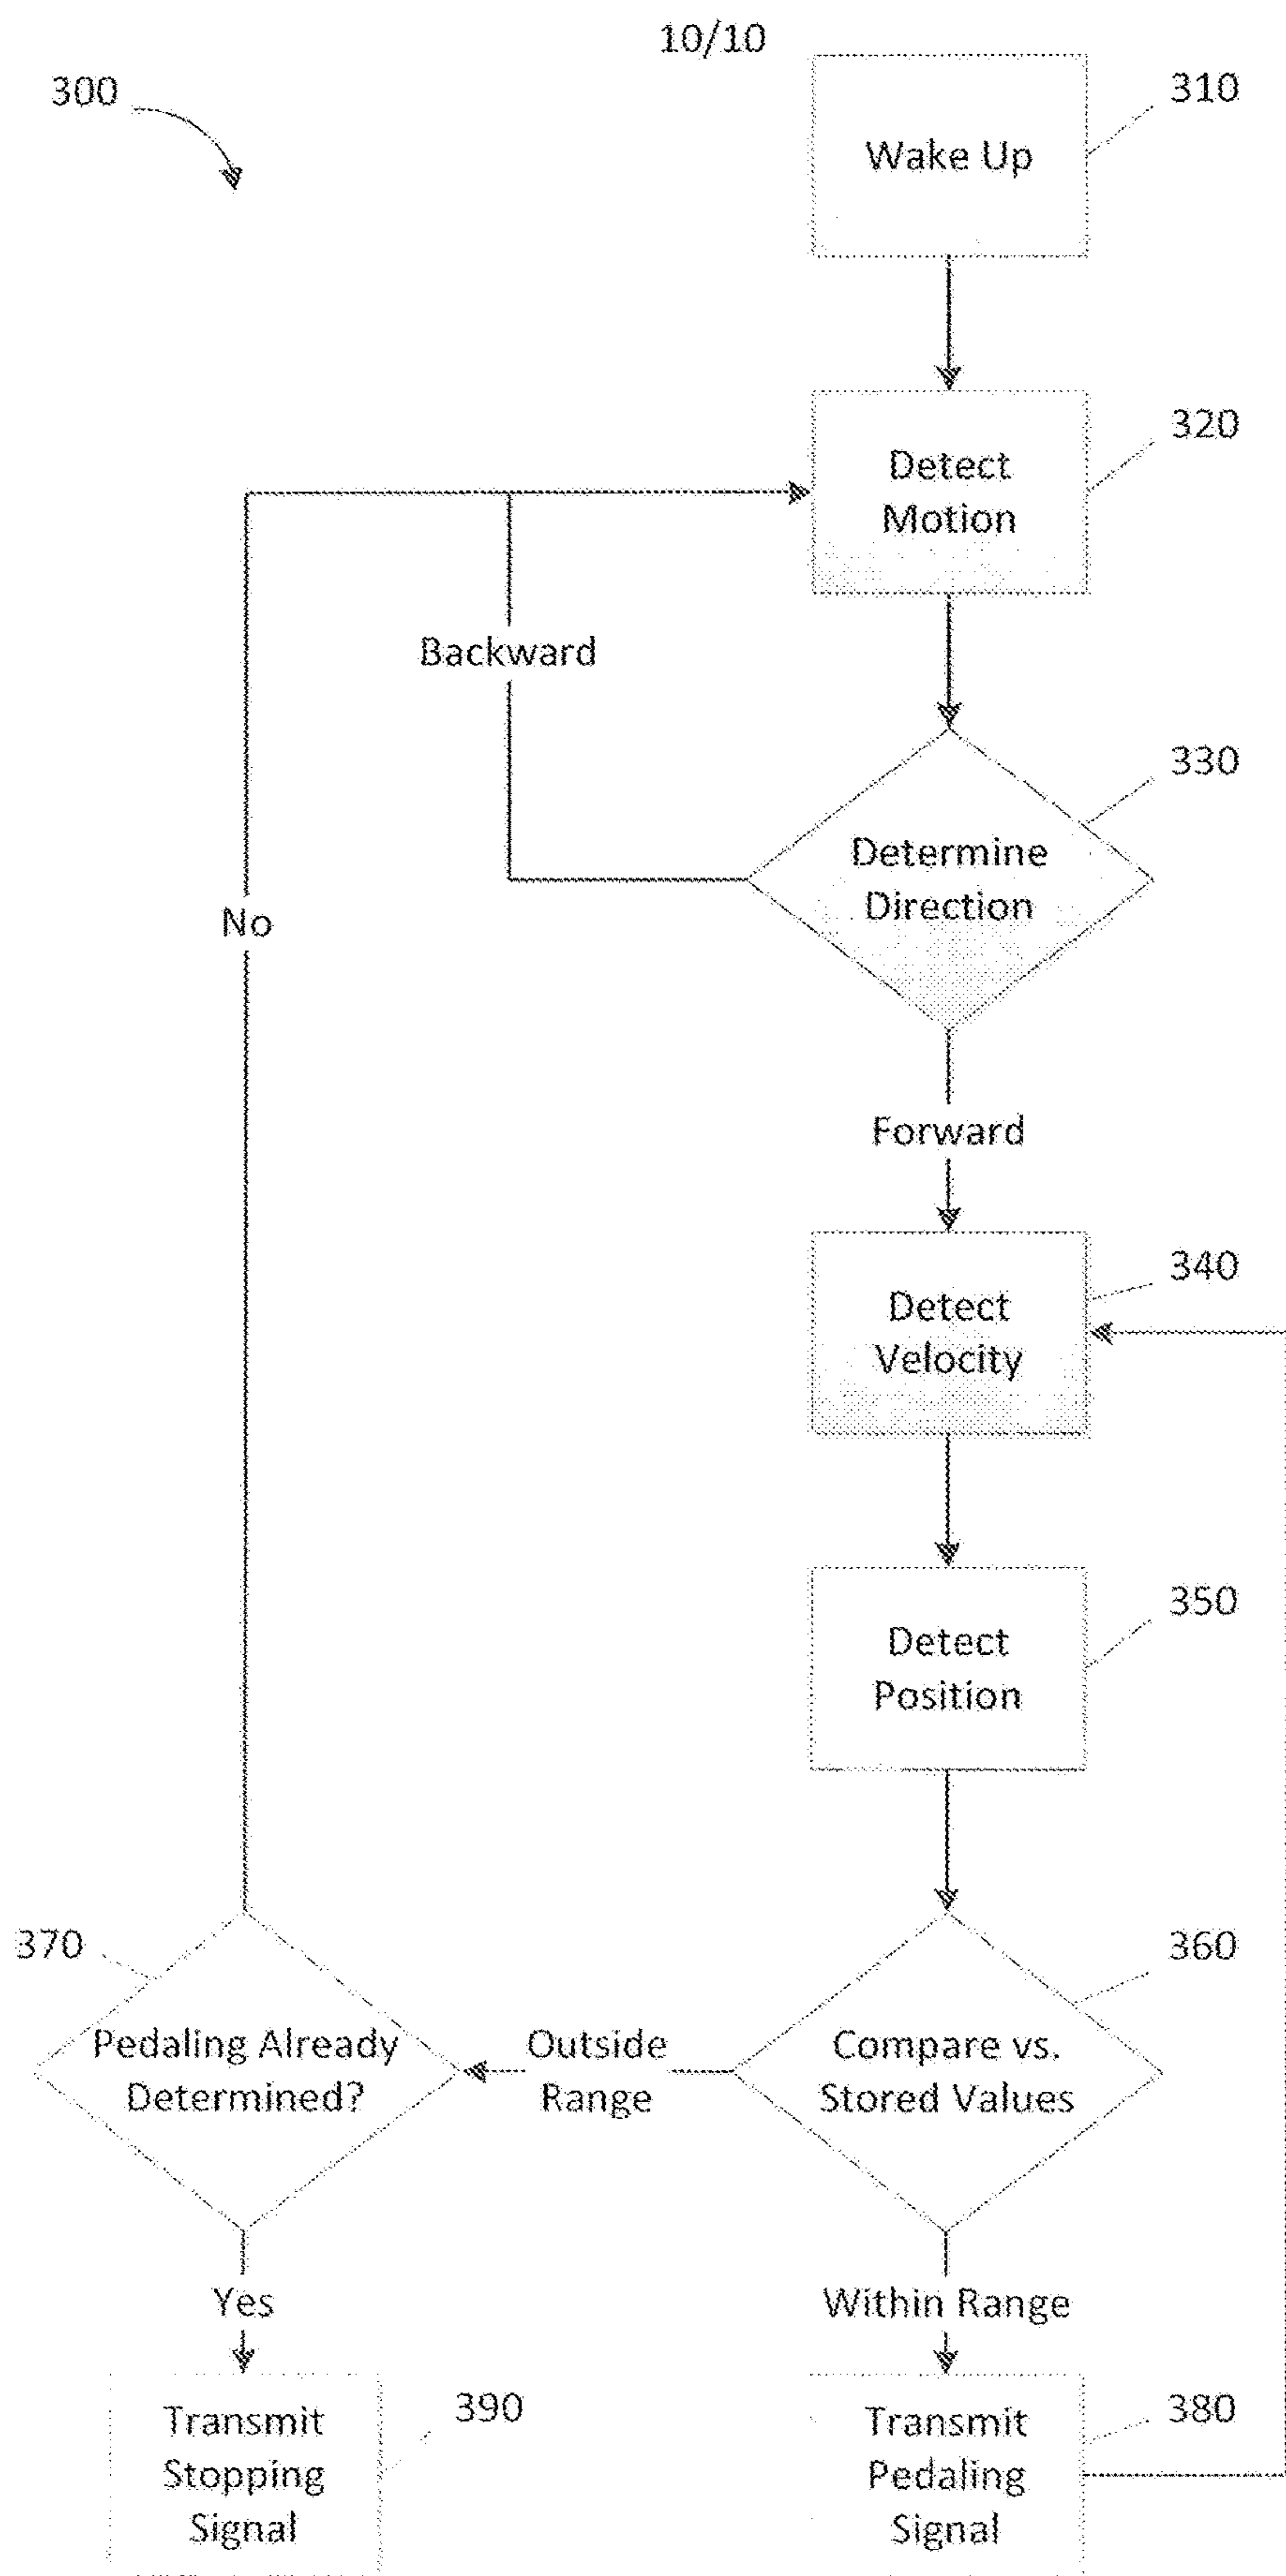 10/10
300
310
Wake Up
320
Detect
Motion
Backward
330
Determine
Direction
No
Forward
340
Detect
Velocity
350
Detect
Position
370
360
Pedaling Already
Determined?
Outside
Range
Compare vs.
Stored Values
Yes
Within Range
390
Transmit
Stopping
Signal
380
Transmit
Pedaling
Signal